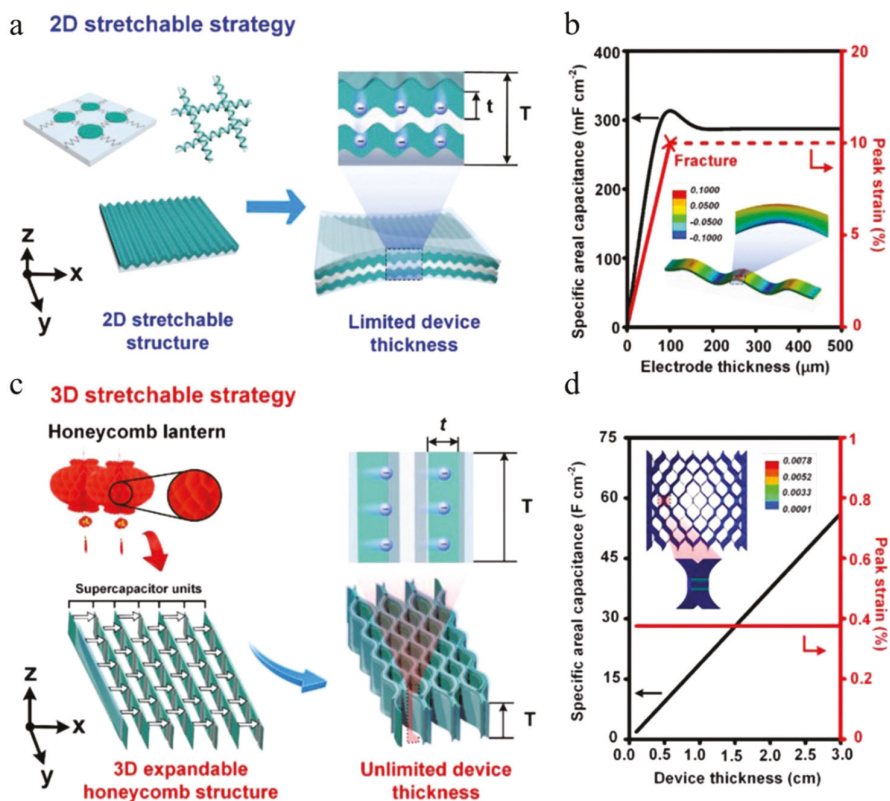 a
2D stretchable strategy
t
T
z
x
y
2D stretchable
structure
Limited device
thickness
b
Specific areal capacitance (mF cm⁻²)
400
300
200
100
0
0
100
200
300
400
500
Electrode thickness (μm)
Fracture
0.1000
0.0500
-0.0500
-0.1000
20
10
5
0
Peak strain (%)
c
3D stretchable strategy
Honeycomb lantern
Supercapacitor units
t
T
T
z
x
y
3D expandable
honeycomb structure
Unlimited device
thickness
d
Specific areal capacitance (F cm⁻²)
75
60
45
30
15
0
0.0
0.5
1.0
1.5
2.0
2.5
3.0
Device thickness (cm)
0.0078
0.0052
0.0033
0.0001
1
0.8
0.6
0.4
0.2
0
Peak strain (%)